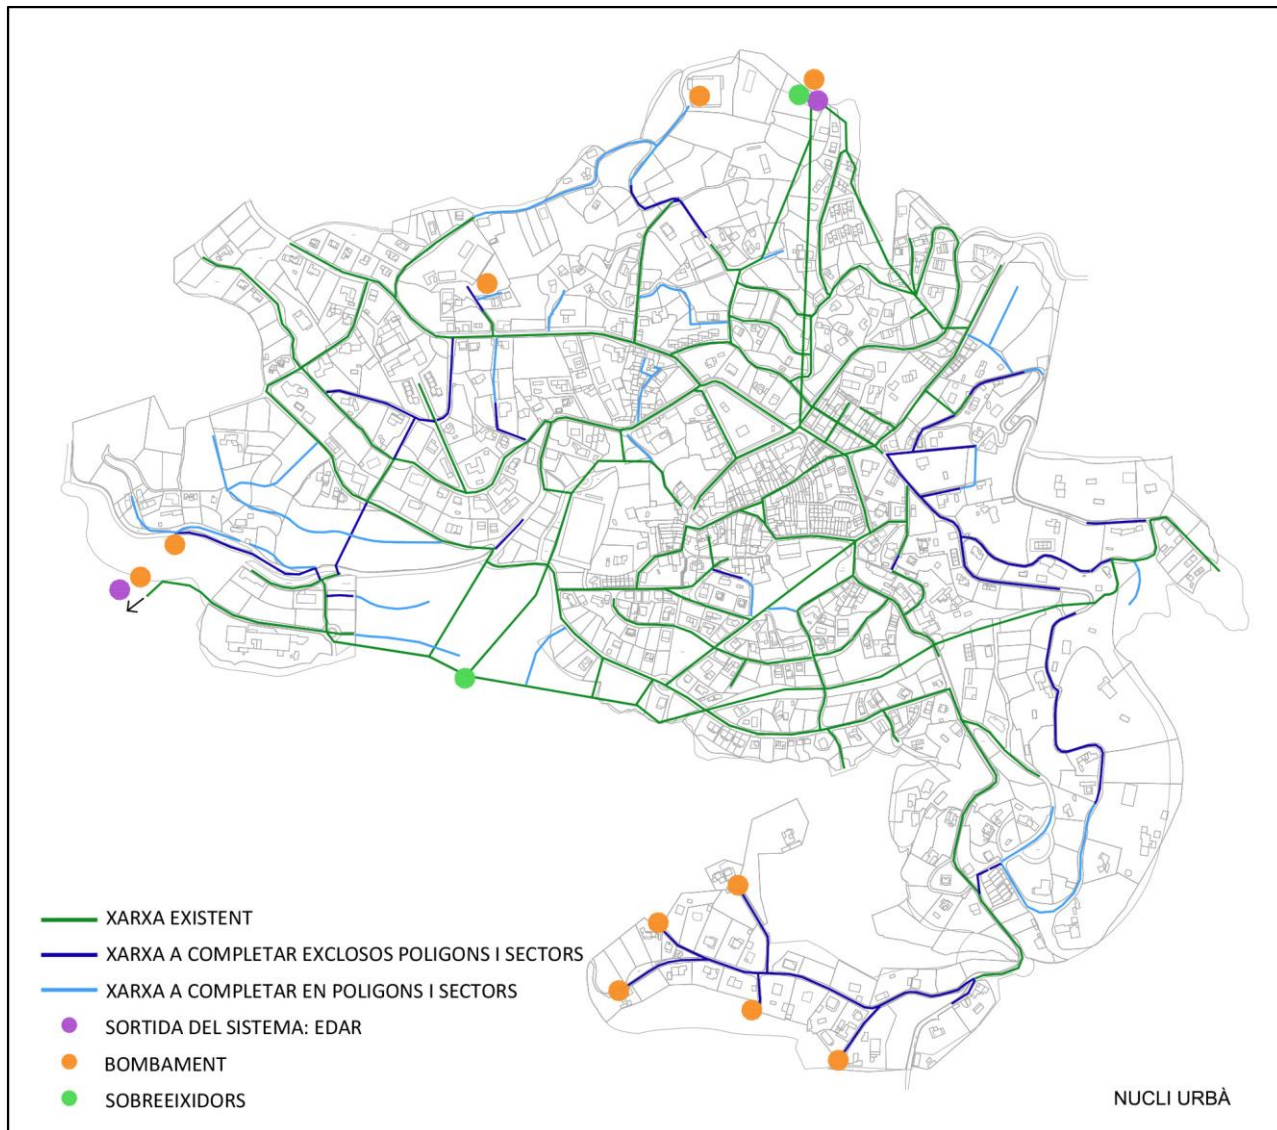 XARXA EXISTENT
XARXA A COMPLETAR EXCLOSOS POLIGONS I SECTORS
XARXA A COMPLETAR EN POLIGONS I SECTORS
SORTIDA DEL SISTEMA: EDAR
BOMBAMENT
SOBREEIXIDORS
NUCLI URBÀ